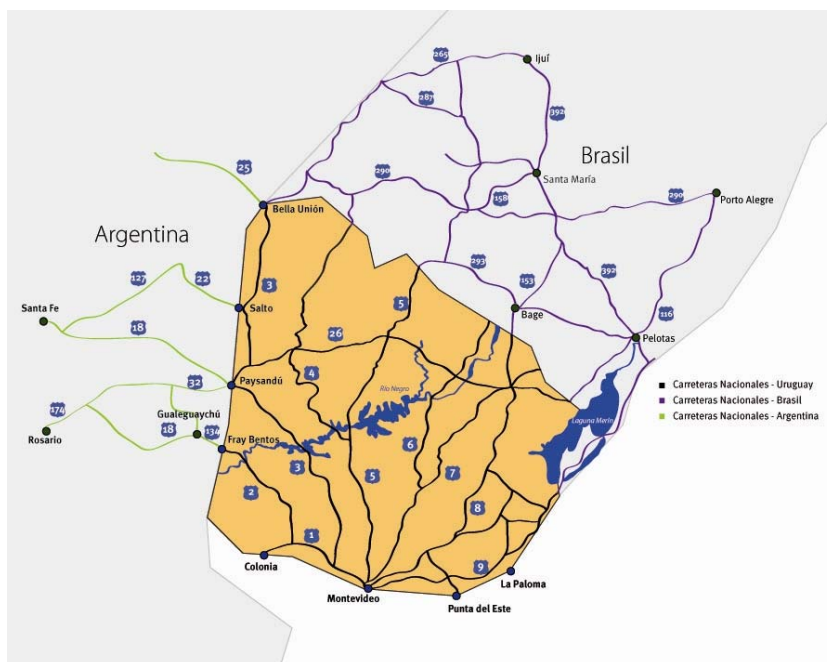 265
Ijuí
287
392
Brasil
25
290
Santa María
158
290
Porto Alegre
Bella Unión
Argentina
293
392
127
22
3
153
5
Salto
Bage
116
Santa Fe
18
26
Pelotas
4
32
Paysandú
Río Negro
Carreteras Nacionales - Uruguay
Carreteras Nacionales - Brasil
Carreteras Nacionales - Argentina
174
Gualeguaychú
18
134
Rosario
Fray Bentos
Laguna Merín
6
3
5
7
2
8
1
Colonia
9
La Paloma
Montevideo
Punta del Este